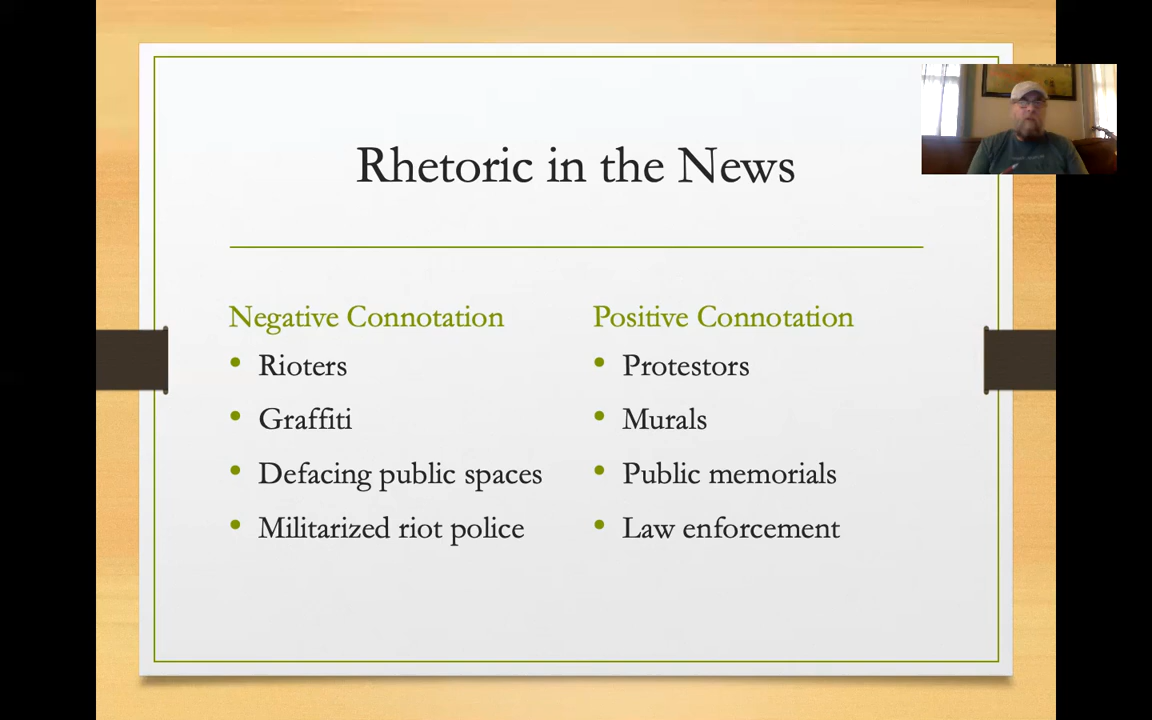 Rhetoric in the News
Negative Connotation
Rioters
Graffiti
Defacing public spaces
Militarized riot police
Positive Connotation
Protestors
Murals
Public memorials
Law enforcement